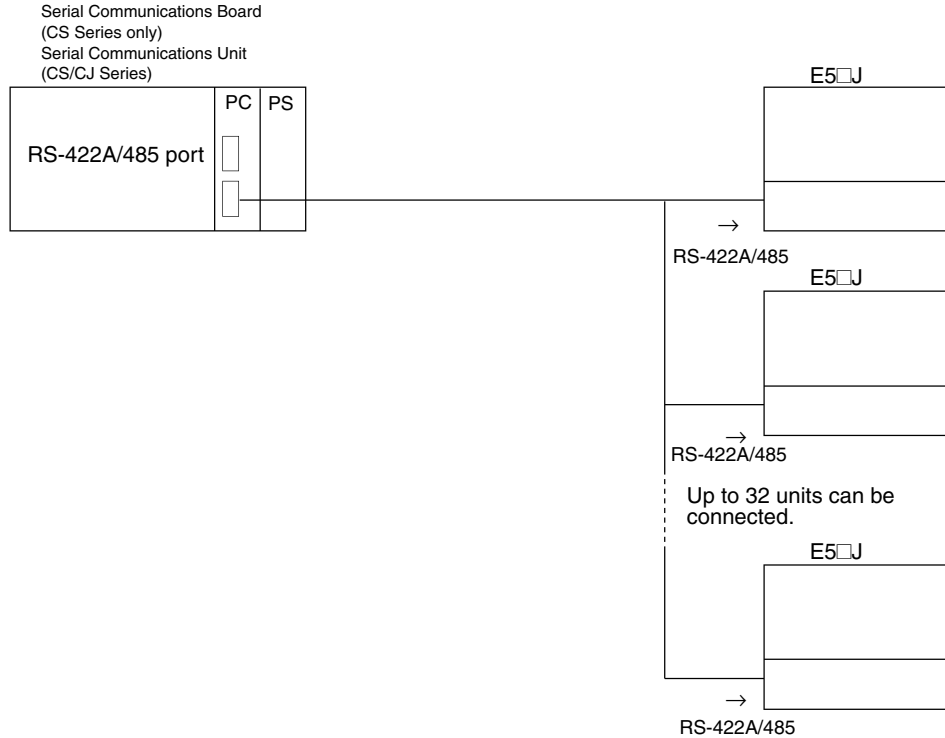 Serial Communications Board
(CS Series only)
Serial Communications Unit
(CS/CJ Series)
PC
PS
RS-422A/485 port
E5□J
→
RS-422A/485
E5□J
→
RS-422A/485
Up to 32 units can be
connected.
E5□J
→
RS-422A/485